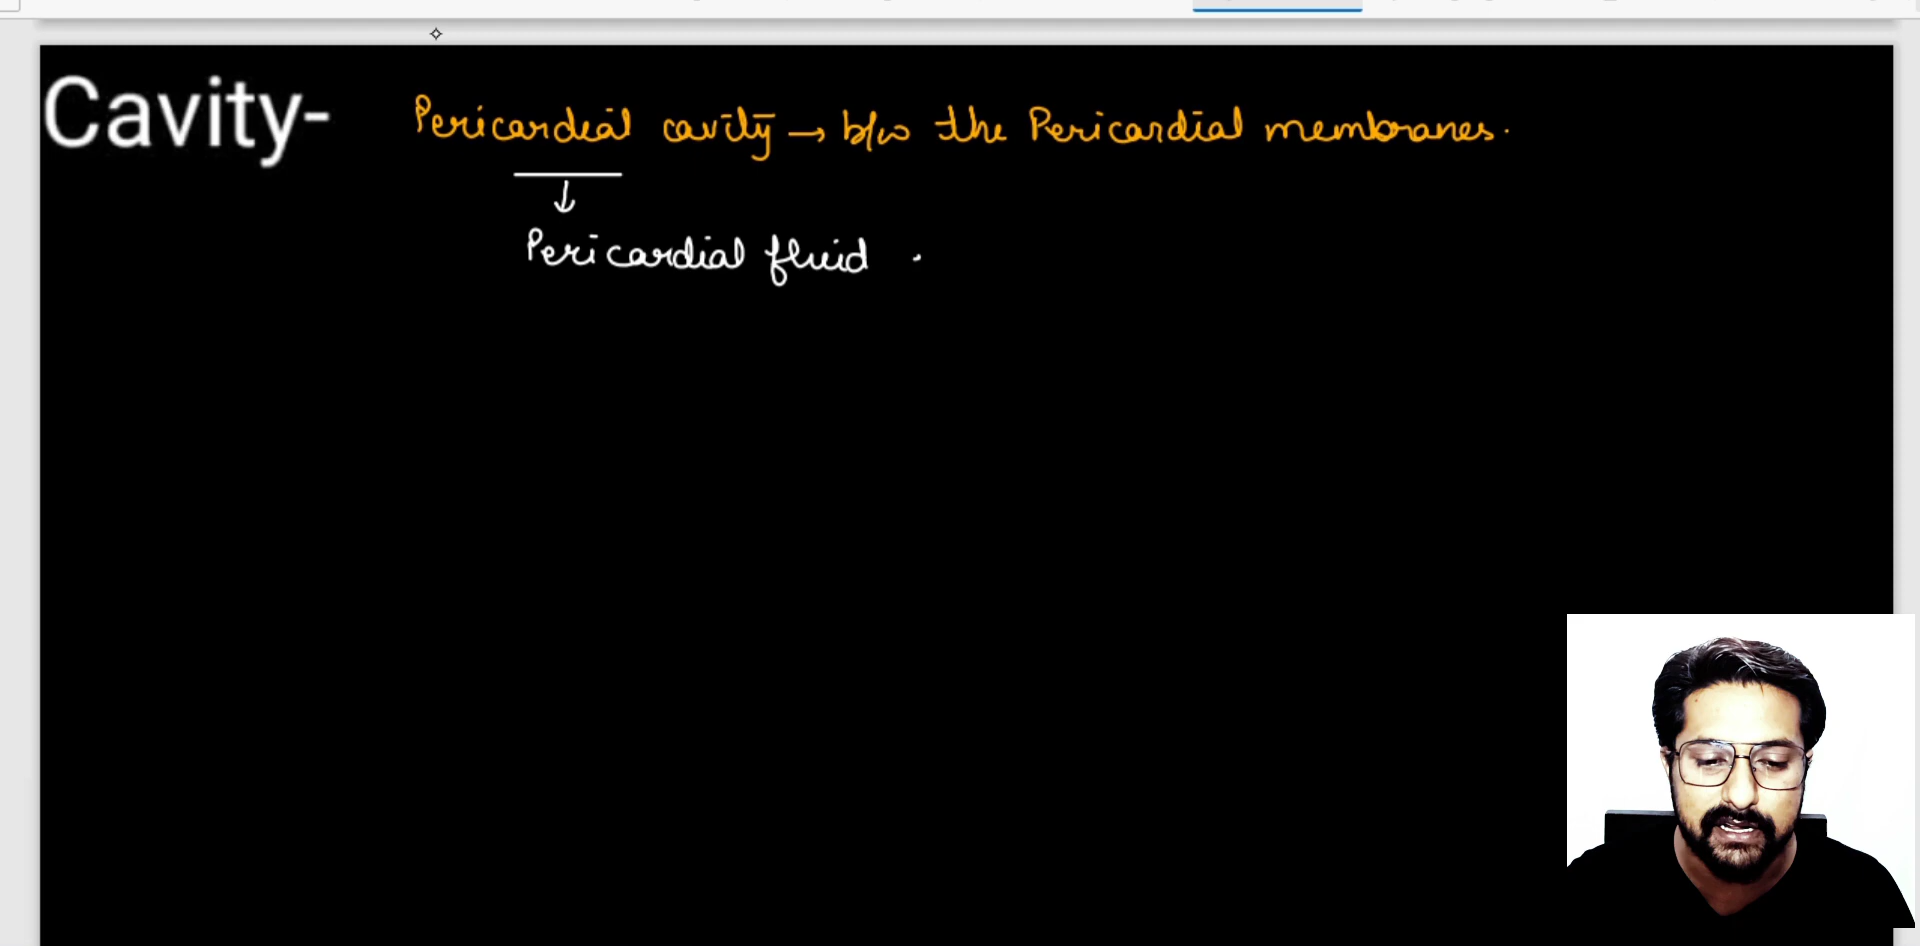 Cavity- Pericardial cavity → b/w the Pericardial membranes.
↓
Pericardial fluid .